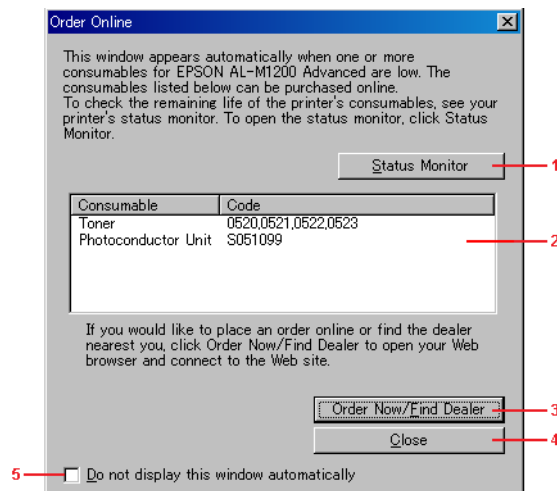 Order Online
This window appears automatically when one or more
consumables for EPSON AL-M1200 Advanced are low. The
consumables listed below can be purchased online.
To check the remaining life of the printer's consumables, see your
printer's status monitor. To open the status monitor, click Status
Monitor.
Status Monitor 1
Consumable Code
Toner 0520,0521,0522,0523
Photoconductor Unit S051099
2
If you would like to place an order online or find the dealer
nearest you, click Order Now/Find Dealer to open your Web
browser and connect to the Web site.
Order Now/Find Dealer 3
Close 4
5 Do not display this window automatically